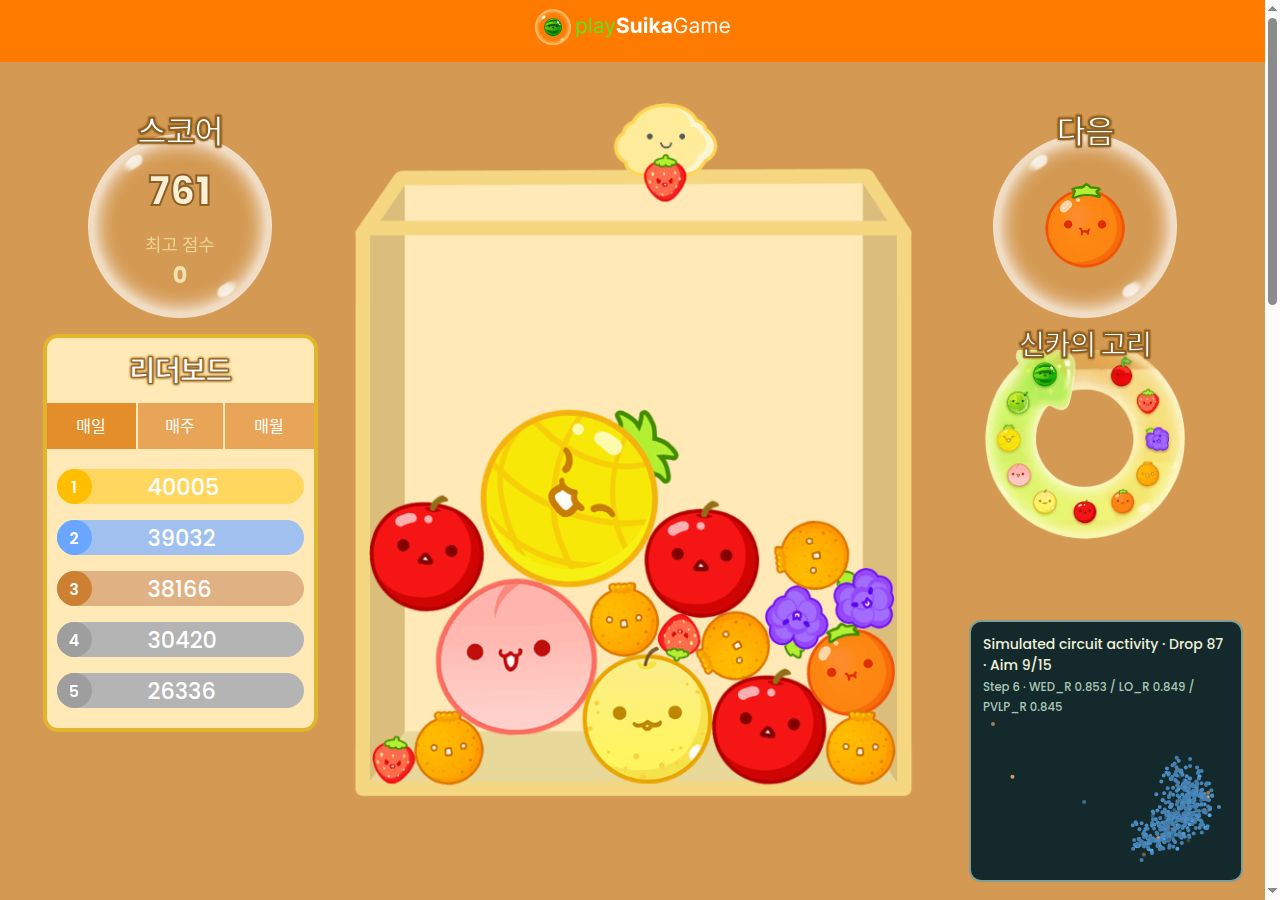 playSuikaGame
스코어
761
최고 점수
0
리더보드
매일
매주
매월
1 40005
2 39032
3 38166
4 30420
5 26336
다음
신카의 고리
Simulated circuit activity · Drop 87
· Aim 9/15
Step 6 · WED_R 0.853 / LO_R 0.849 /
PVLP_R 0.845